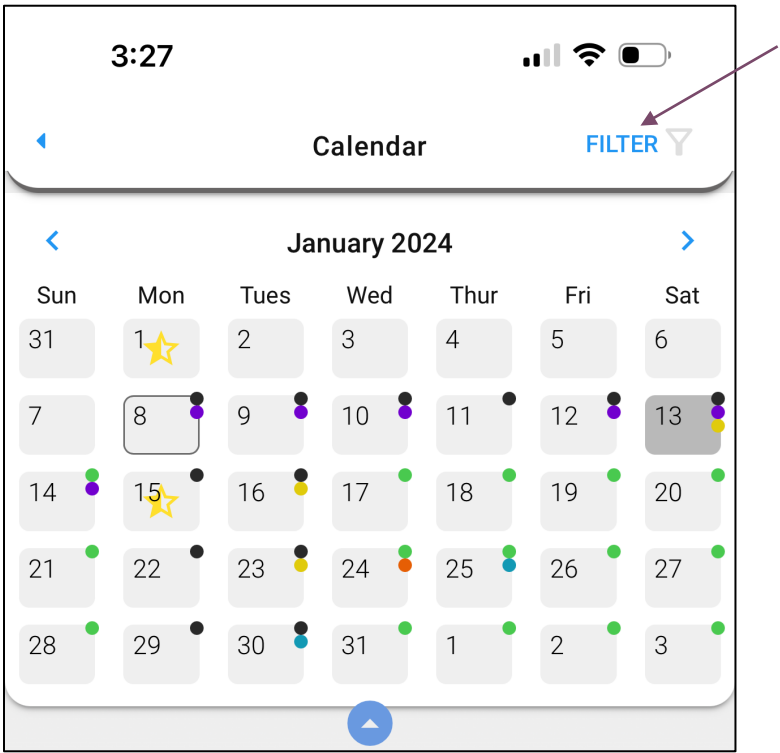 3:27
Calendar FILTER
January 2024
Sun Mon Tues Wed Thur Fri Sat
31 1 2 3 4 5 6
7 8 9 10 11 12 13
14 15 16 17 18 19 20
21 22 23 24 25 26 27
28 29 30 31 1 2 3